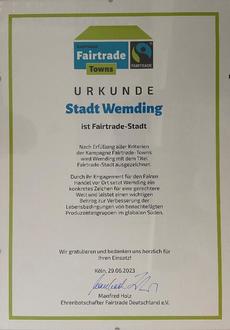 KAMPAGNE
Fairtrade
Towns
FAIRTRADE
URKUNDE
Stadt Wemding
ist Fairtrade-Stadt
Nach Erfüllung aller Kriterien
der Kampagne Fairtrade-Towns
wird Wemding mit dem Titel
Fairtrade-Stadt ausgezeichnet.
Durch ihr Engagement für den Fairen
Handel vor Ort setzt Wemding ein
konkretes Zeichen für eine gerechtere
Welt und leistet einen wichtigen
Beitrag zur Verbesserung der
Lebensbedingungen von benachteiligten
Produzentengruppen im globalen Süden.
Wir gratulieren und bedanken uns herzlich für
Ihren Einsatz!
Köln, 29.06.2023
Manfred Holz
Ehrenbotschafter Fairtrade Deutschland e.V.